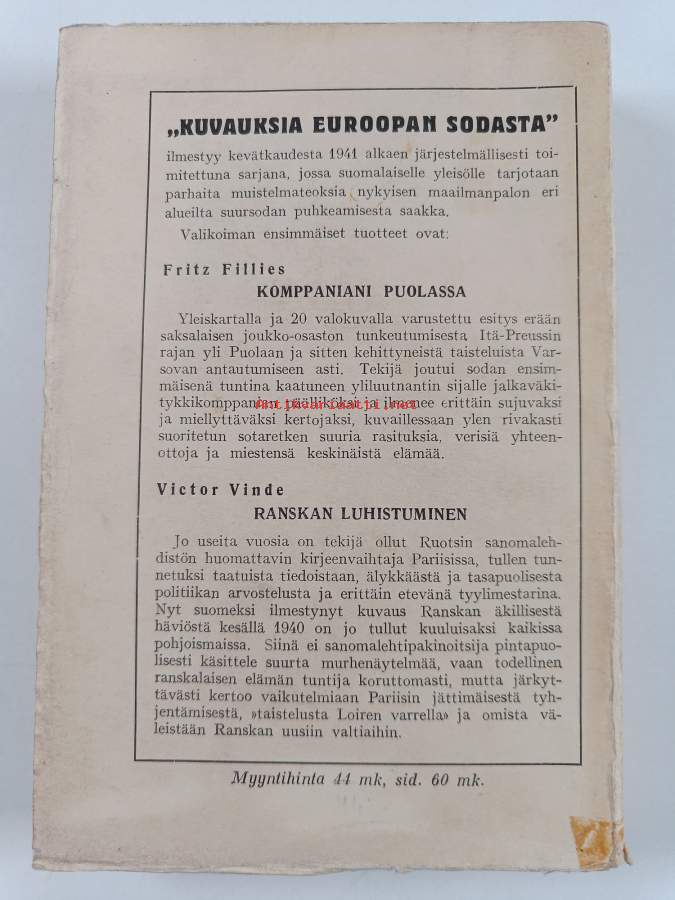 „KUVAUKSIA EUROOPAN SODASTA”
ilmestyy kevätkaudesta 1941 alkaen järjestelmällisesti toi-
mitettuna sarjana, jossa suomalaiselle yleisölle tarjotaan
parhaita muistelmateoksia nykyisen maailmanpalon eri
alueilta suursodan puhkeamisesta saakka.
Valikoiman ensimmäiset tuotteet ovat:
Fritz Fillies
KOMPPANIANI PUOLASSA
Yleiskartalla ja 20 valokuvalla varustettu esitys erään
saksalaisen joukko-osaston tunkeutumisesta Itä-Preussin
rajan yli Puolaan ja sitten kehittyneistä taisteluista Var-
sovan antautumiseen asti. Tekijä joutui sodan ensim-
mäisenä tuntina kaatuneen yliluutnantin sijalle jalkaväki-
tykkikomppanian päälliköksi ja ilmenee erittäin sujuvaksi
Antikvariaatti.net
ja miellyttäväksi kertojaksi, kuvaillessaan ylen rivakasti
suoritetun sotaretken suuria rasituksia, verisiä yhteen-
ottoja ja miestensä keskinäistä elämää.
Victor Vinde
RANSKAN LUHISTUMINEN
Jo useita vuosia on tekijä ollut Ruotsin sanomaleh-
distön huomattavin kirjeenvaihtaja Pariisissa, tullen tun-
netuksi taatuista tiedoistaan, älykkäästä ja tasapuolisesta
politiikan arvostelusta ja erittäin etevänä tyylimestarina.
Nyt suomeksi ilmestynyt kuvaus Ranskan äkillisestä
häviöstä kesällä 1940 on jo tullut kuuluisaksi kaikissa
pohjoismaissa. Siinä ei sanomalehtipakinoitsija pintapuo-
lisesti käsittele suurta murhenäytelmää, vaan todellinen
ranskalaisen elämän tuntija koruttomasti, mutta järkyt-
tävästi kertoo vaikutelmiaan Pariisin jättimäisestä tyh-
jentämisestä, »taistelusta Loiren varrella» ja omista vä-
leistään Ranskan uusiin valtiaihin.
Myyntihinta 44 mk, sid. 60 mk.